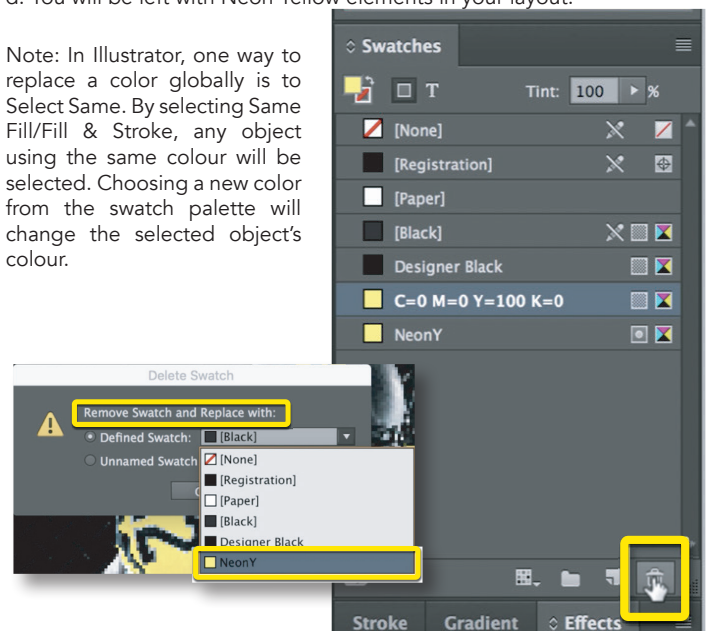 d. You will be left with Neon Yellow elements in your layout.
Note: In Illustrator, one way to
replace a color globally is to
Select Same. By selecting Same
Fill/Fill & Stroke, any object
using the same colour will be
selected. Choosing a new color
from the swatch palette will
change the selected object's
colour.
Swatches
T
Tint: 100 %
[None]
[Registration]
[Paper]
[Black]
Designer Black
C=0 M=0 Y=100 K=0
NeonY
Delete Swatch
Remove Swatch and Replace with:
Defined Swatch: [Black]
Unnamed Swatch
[None]
[Registration]
[Paper]
[Black]
Designer Black
NeonY
Stroke Gradient Effects